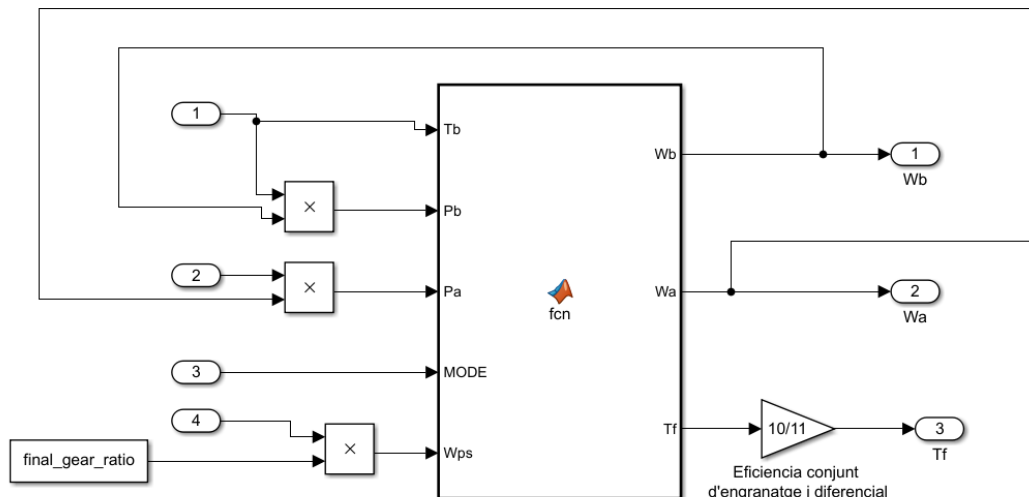 1
Tb
Wb
1
Wb
×
Pb
2
×
Pa
fcn
Wa
2
Wa
3
MODE
4
final_gear_ratio
×
Wps
Tf
10/11
3
Tf
Eficiencia conjunt
d'engranatge i diferencial